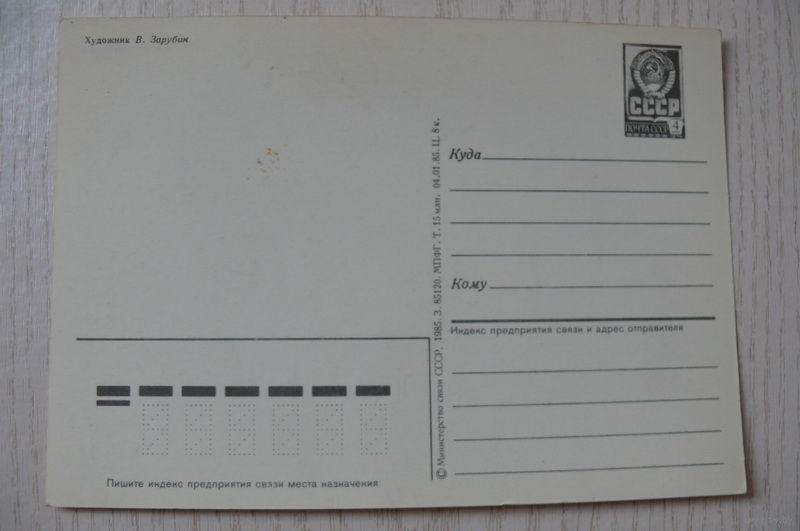 Художник В. Зарубин
СССР
ПОЧТА СССР 4
Куда
Кому
Индекс предприятия связи и адрес отправителя
© Министерство связи СССР, 1985. З. 85120. МПФГ. Т. 15 млн. 04.01.85. Ц. 8 к.
Пишите индекс предприятия связи места назначения